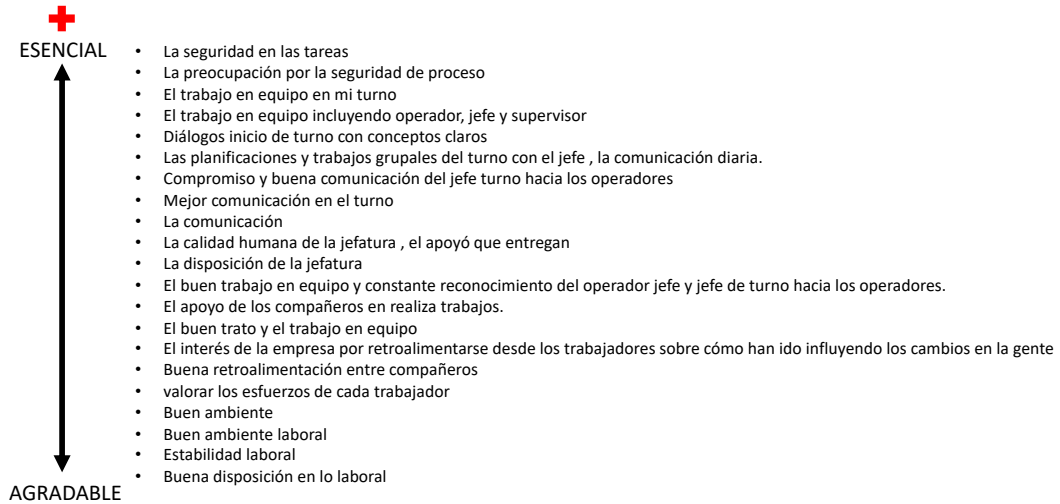 ESENCIAL
• La seguridad en las tareas
• La preocupación por la seguridad de proceso
• El trabajo en equipo en mi turno
• El trabajo en equipo incluyendo operador, jefe y supervisor
• Diálogos inicio de turno con conceptos claros
• Las planificaciones y trabajos grupales del turno con el jefe , la comunicación diaria.
• Compromiso y buena comunicación del jefe turno hacia los operadores
• Mejor comunicación en el turno
• La comunicación
• La calidad humana de la jefatura , el apoyó que entregan
• La disposición de la jefatura
• El buen trabajo en equipo y constante reconocimiento del operador jefe y jefe de turno hacia los operadores.
• El apoyo de los compañeros en realiza trabajos.
• El buen trato y el trabajo en equipo
• El interés de la empresa por retroalimentarse desde los trabajadores sobre cómo han ido influyendo los cambios en la gente
• Buena retroalimentación entre compañeros
• valorar los esfuerzos de cada trabajador
• Buen ambiente
• Buen ambiente laboral
• Estabilidad laboral
• Buena disposición en lo laboral
AGRADABLE